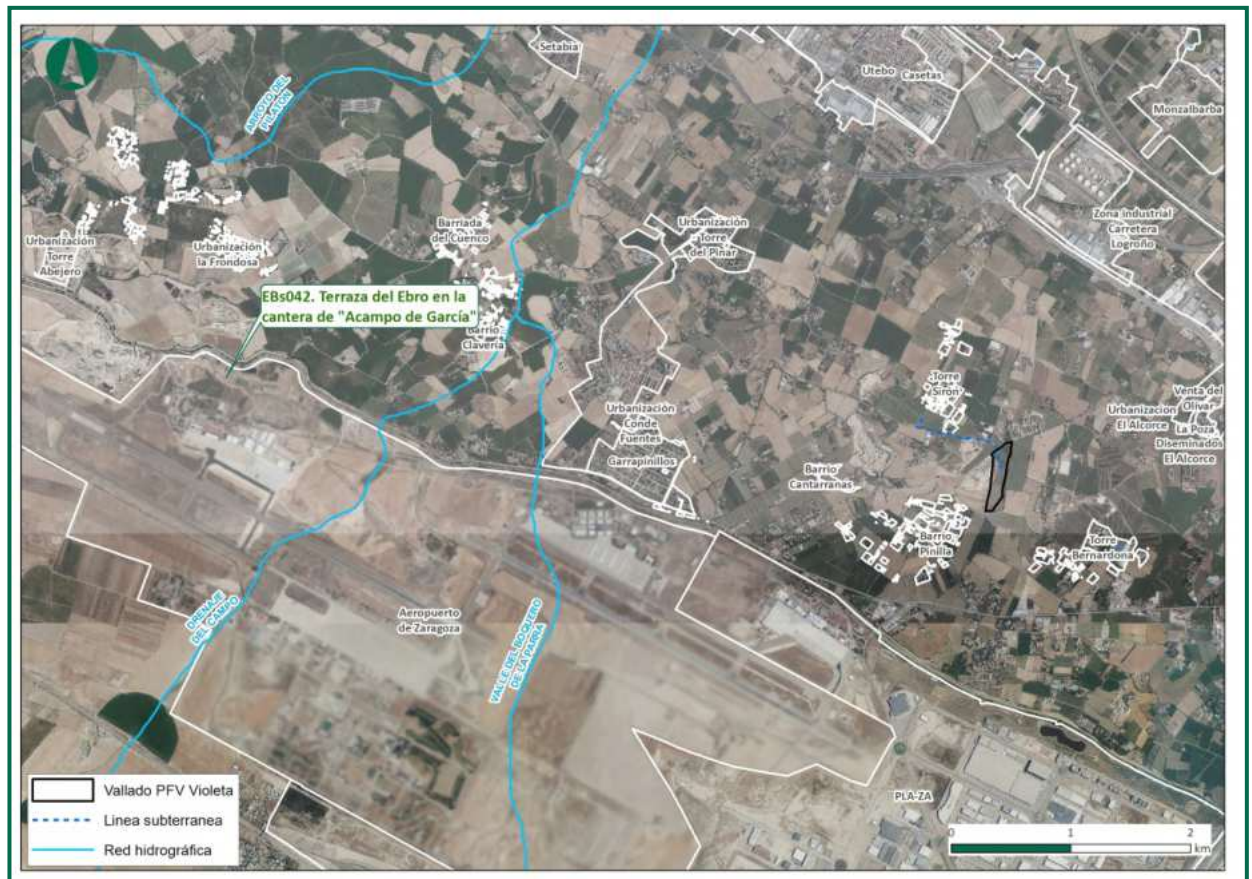 Setabia
Utebo
Casetas
Monzalbarba
ARROYO DEL
PILATÓN
Zona industrial
Carretera
Logroño
Urbanización
Torre
Abejero
Urbanización
la Frondosa
Barriada
del Cuenco
Urbanización
Torre
del Pinar
EBs042. Terraza del Ebro en la
cantera de "Acampo de García"
Barrio
Clavería
Torre
Sirón
Venta del
Olivar
La Poza
Diseminados
El Alcorce
Urbanizacion
El Alcorce
Urbanización
Conde
Fuentes
Garrapinillos
Barrio
Cantarranas
Barrio
Pinilla
Torre
Bernardona
DRENAJE
DEL CAMPO
Aeropuerto
de Zaragoza
VALLE DEL BOQUERO
DE LA PARRA
PLA-ZA
Vallado PFV Violeta
Linea subterranea
Red hidrográfica
0 1 2
km